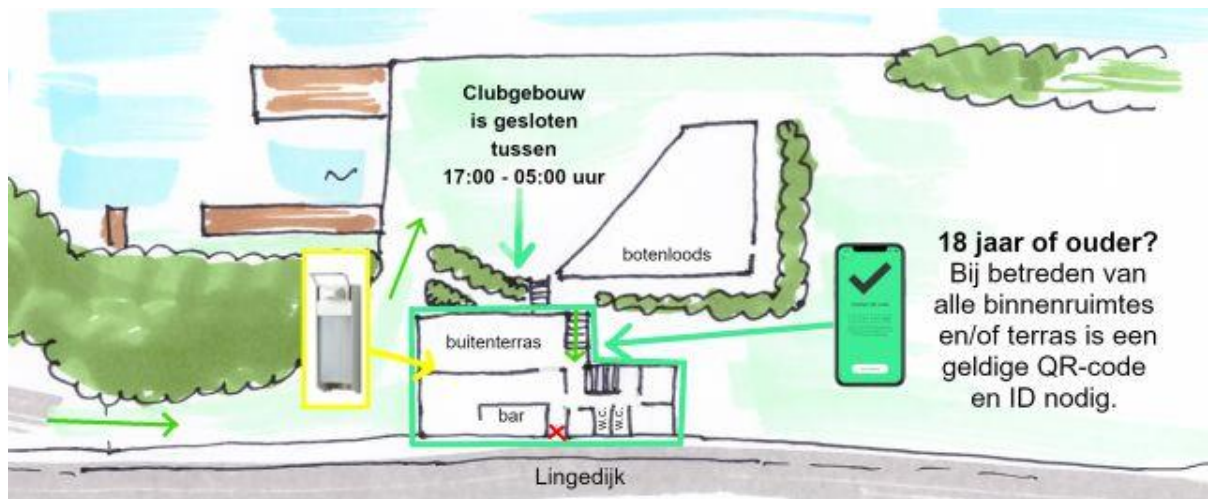 Clubgebouw
is gesloten
tussen
17:00 - 05:00 uur
botenloods
18 jaar of ouder?
Bij betreden van
alle binnenruimtes
en/of terras is een
geldige QR-code
en ID nodig.
buitenterras
bar
w.c.
w.c.
Lingedijk